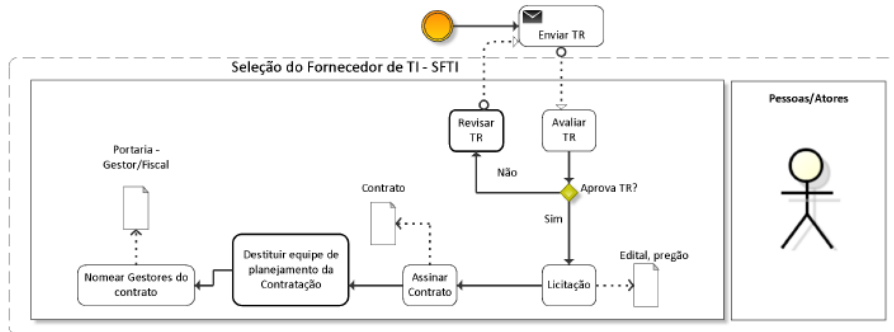 Enviar TR
Seleção do Fornecedor de TI - SFTI
Pessoas/Atores
Revisar
TR
Avaliar
TR
Portaria -
Gestor/Fiscal
Não
Aprova TR?
Contrato
Sim
Edital, pregão
Destituir equipe de
planejamento da
Contratação
Nomear Gestores do
contrato
Assinar
Contrato
Licitação